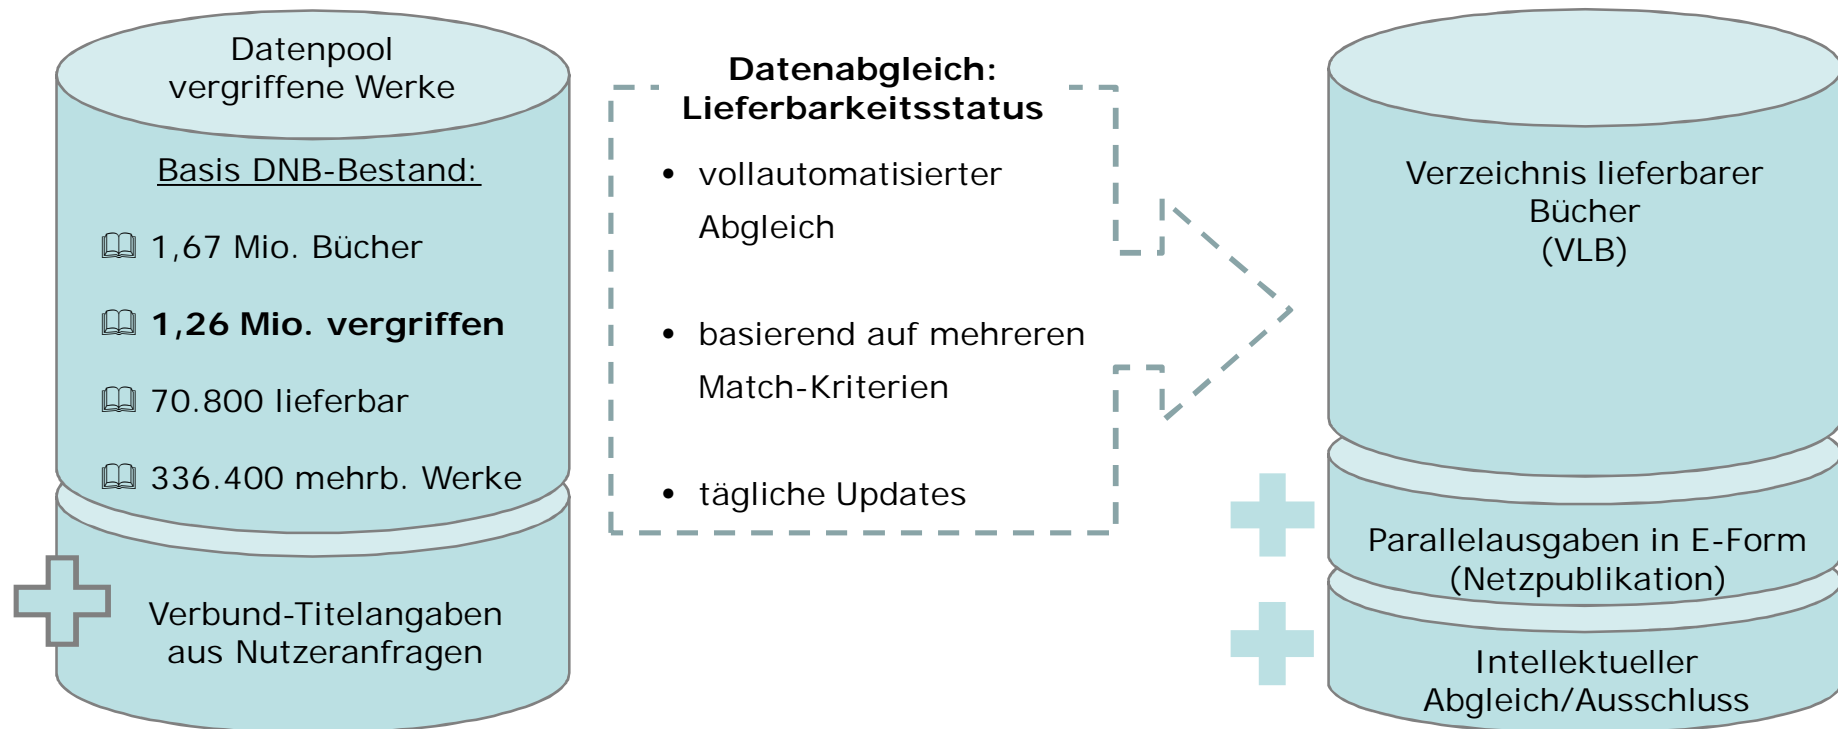 Datenpool
vergriffene Werke
Basis DNB-Bestand:
1,67 Mio. Bücher
1,26 Mio. vergriffen
70.800 lieferbar
336.400 mehrb. Werke
Verbund-Titelangaben
aus Nutzeranfragen
Datenabgleich:
Lieferbarkeitsstatus
• vollautomatisierter
Abgleich
• basierend auf mehreren
Match-Kriterien
• tägliche Updates
Verzeichnis lieferbarer
Bücher
(VLB)
Parallelausgaben in E-Form
(Netzpublikation)
Intellektueller
Abgleich/Ausschluss